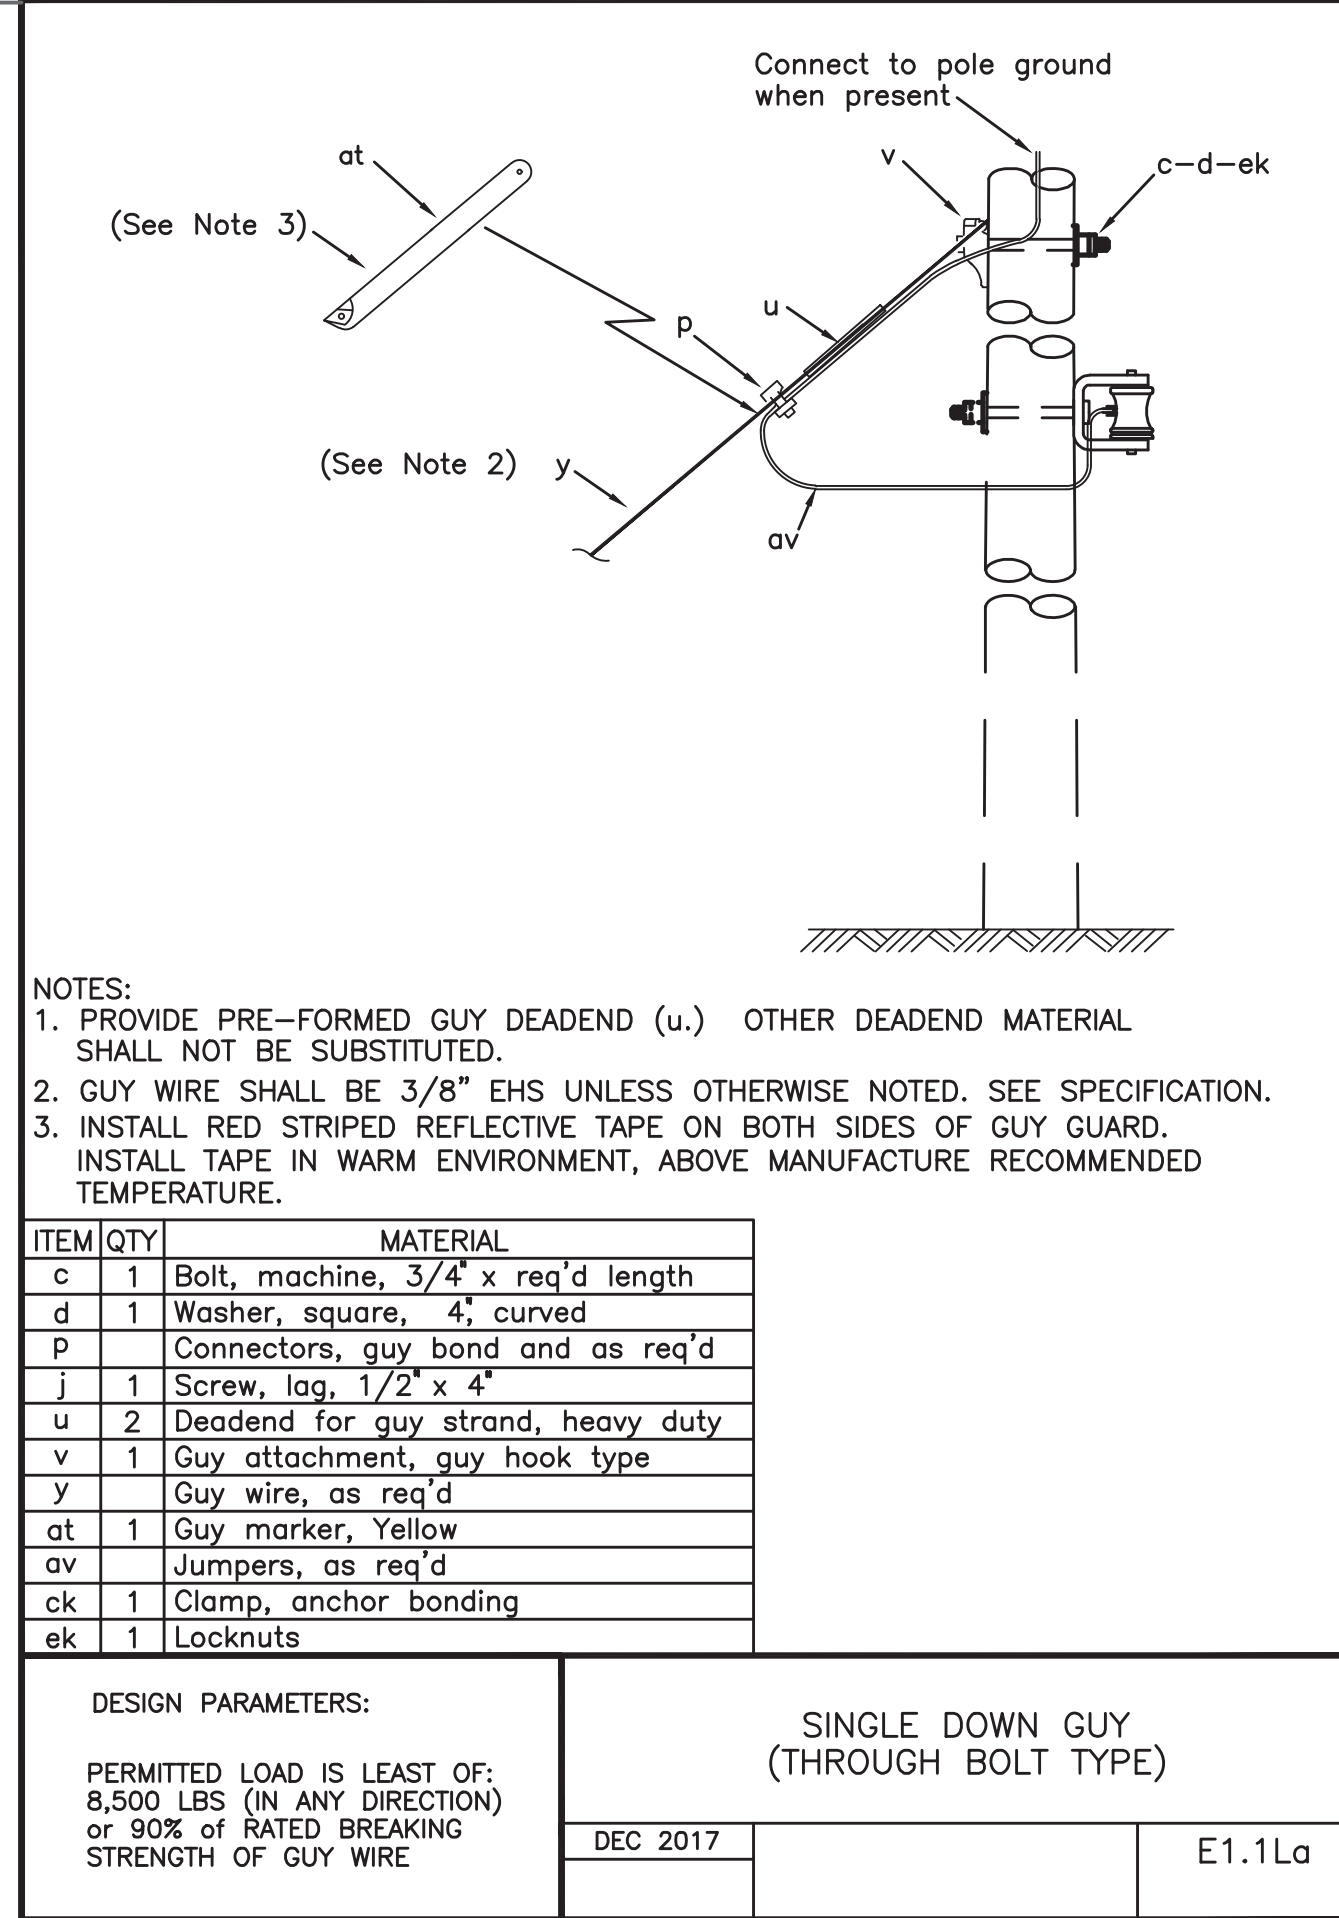 Connect to pole ground
when present
at
v
c-d-ek
(See Note 3)
u
p
(See Note 2) y
av
NOTES:
1. PROVIDE PRE-FORMED GUY DEADEND (u.) OTHER DEADEND MATERIAL
SHALL NOT BE SUBSTITUTED.
2. GUY WIRE SHALL BE 3/8" EHS UNLESS OTHERWISE NOTED. SEE SPECIFICATION.
3. INSTALL RED STRIPED REFLECTIVE TAPE ON BOTH SIDES OF GUY GUARD.
INSTALL TAPE IN WARM ENVIRONMENT, ABOVE MANUFACTURE RECOMMENDED
TEMPERATURE.
ITEM QTY MATERIAL
c 1 Bolt, machine, 3/4" x req'd length
d 1 Washer, square, 4", curved
p Connectors, guy bond and as req'd
j 1 Screw, lag, 1/2" x 4"
u 2 Deadend for guy strand, heavy duty
v 1 Guy attachment, guy hook type
y Guy wire, as req'd
at 1 Guy marker, Yellow
av Jumpers, as req'd
ck 1 Clamp, anchor bonding
ek 1 Locknuts
DESIGN PARAMETERS:
PERMITTED LOAD IS LEAST OF:
8,500 LBS (IN ANY DIRECTION)
or 90% of RATED BREAKING
STRENGTH OF GUY WIRE
SINGLE DOWN GUY
(THROUGH BOLT TYPE)
DEC 2017
E1.1La